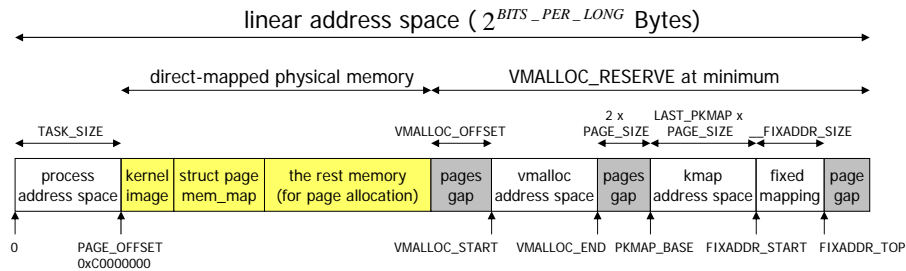 linear address space ( 2^BITS_PER_LONG Bytes)
direct-mapped physical memory
VMALLOC_RESERVE at minimum
TASK_SIZE
VMALLOC_OFFSET
2 x
PAGE_SIZE
LAST_PKMAP x
PAGE_SIZE
__FIXADDR_SIZE
process
address space
kernel
image
struct page
mem_map
the rest memory
(for page allocation)
pages
gap
vmalloc
address space
pages
gap
kmap
address space
fixed
mapping
page
gap
0
PAGE_OFFSET
0xC0000000
VMALLOC_START
VMALLOC_END
PKMAP_BASE
FIXADDR_START
FIXADDR_TOP